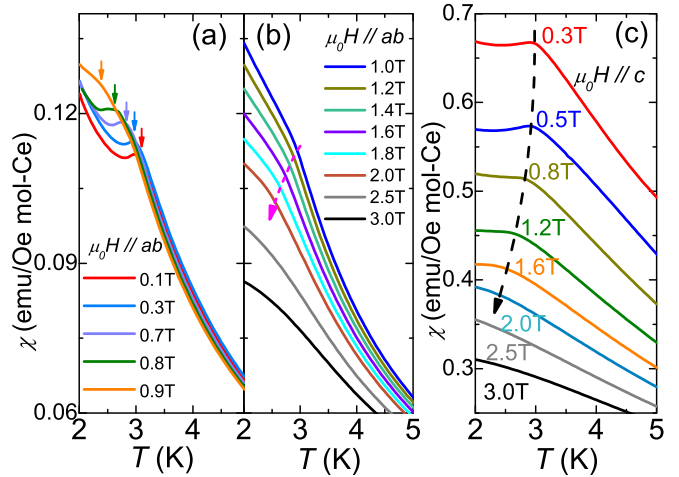 (a)
χ (emu/Oe mol-Ce)
0.12
0.09
0.06
μ₀H // ab
0.1T
0.3T
0.7T
0.8T
0.9T
2 3 4
T (K)
(b)
μ₀H // ab
1.0T
1.2T
1.4T
1.6T
1.8T
2.0T
2.5T
3.0T
2 3 4 5
T (K)
(c)
χ (emu/Oe mol-Ce)
0.7
0.6
0.5
0.4
0.3
μ₀H // c
0.3T
0.5T
0.8T
1.2T
1.6T
2.0T
2.5T
3.0T
2 3 4 5
T (K)